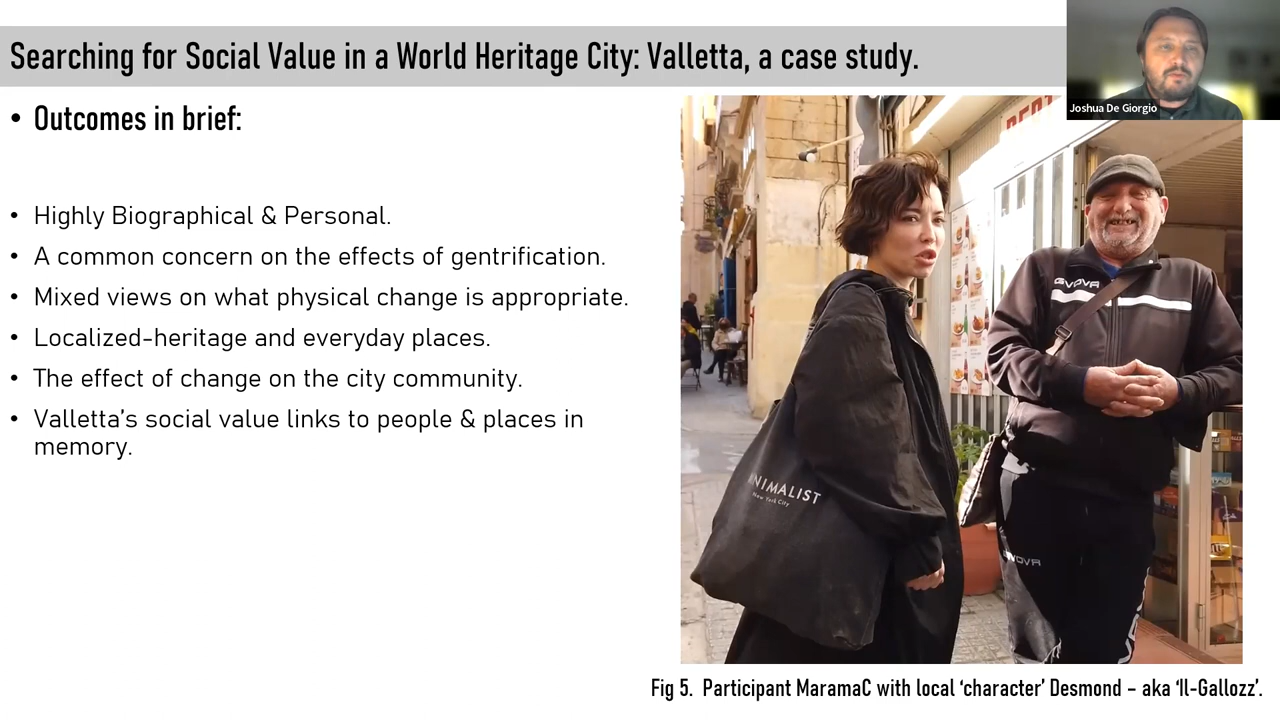 Searching for Social Value in a World Heritage City: Valletta, a case study.
Joshua De Giorgio
• Outcomes in brief:
• Highly Biographical & Personal.
• A common concern on the effects of gentrification.
• Mixed views on what physical change is appropriate.
• Localized-heritage and everyday places.
• The effect of change on the city community.
• Valletta’s social value links to people & places in
memory.
GIVOVA
NIMALIST
New York City
Fig 5. Participant MaramaC with local ‘character’ Desmond – aka ‘Il-Gallozz’.